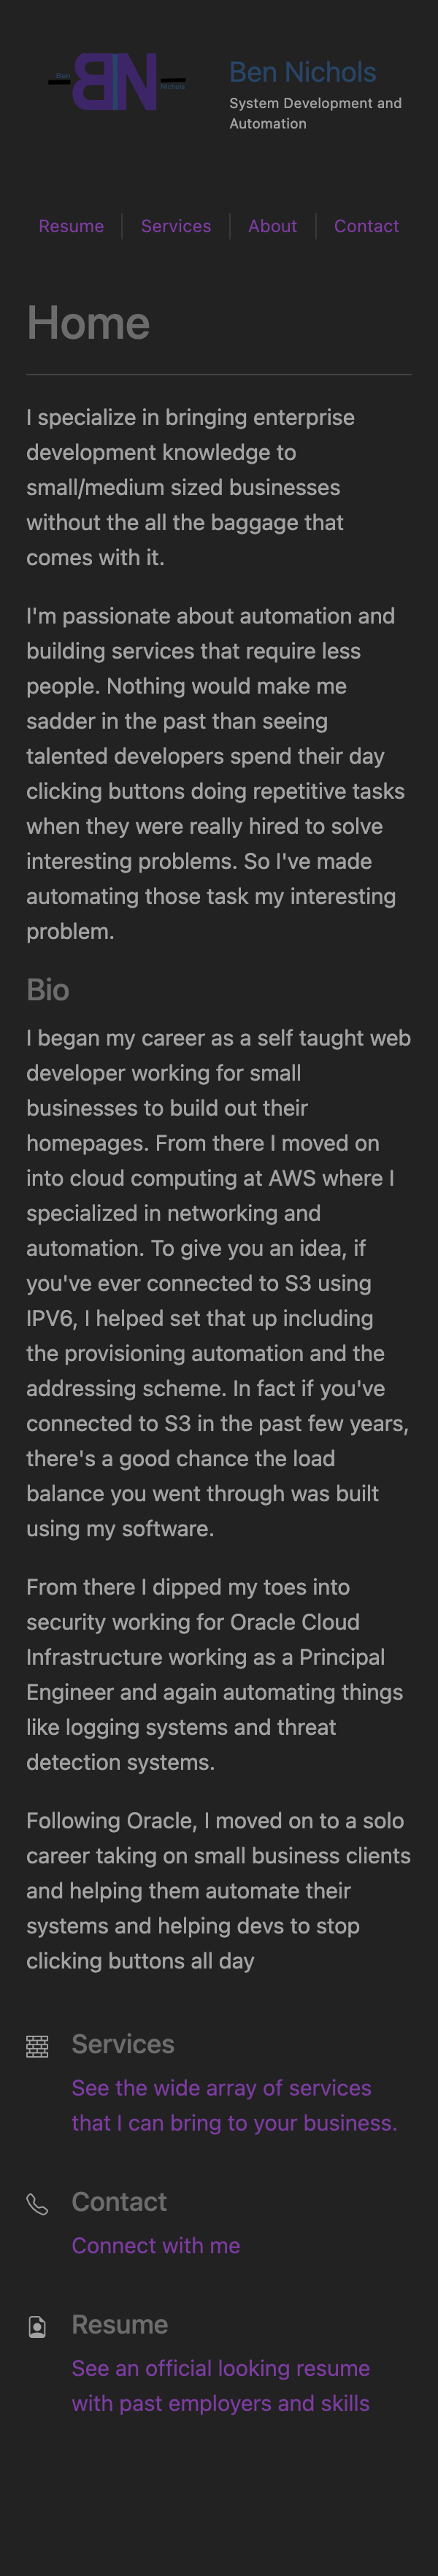 Ben
BN
Nichols
Ben Nichols
System Development and
Automation
Resume
Services
About
Contact
Home
I specialize in bringing enterprise
development knowledge to
small/medium sized businesses
without the all the baggage that
comes with it.
I'm passionate about automation and
building services that require less
people. Nothing would make me
sadder in the past than seeing
talented developers spend their day
clicking buttons doing repetitive tasks
when they were really hired to solve
interesting problems. So I've made
automating those task my interesting
problem.
Bio
I began my career as a self taught web
developer working for small
businesses to build out their
homepages. From there I moved on
into cloud computing at AWS where I
specialized in networking and
automation. To give you an idea, if
you've ever connected to S3 using
IPV6, I helped set that up including
the provisioning automation and the
addressing scheme. In fact if you've
connected to S3 in the past few years,
there's a good chance the load
balance you went through was built
using my software.
From there I dipped my toes into
security working for Oracle Cloud
Infrastructure working as a Principal
Engineer and again automating things
like logging systems and threat
detection systems.
Following Oracle, I moved on to a solo
career taking on small business clients
and helping them automate their
systems and helping devs to stop
clicking buttons all day
Services
See the wide array of services
that I can bring to your business.
Contact
Connect with me
Resume
See an official looking resume
with past employers and skills